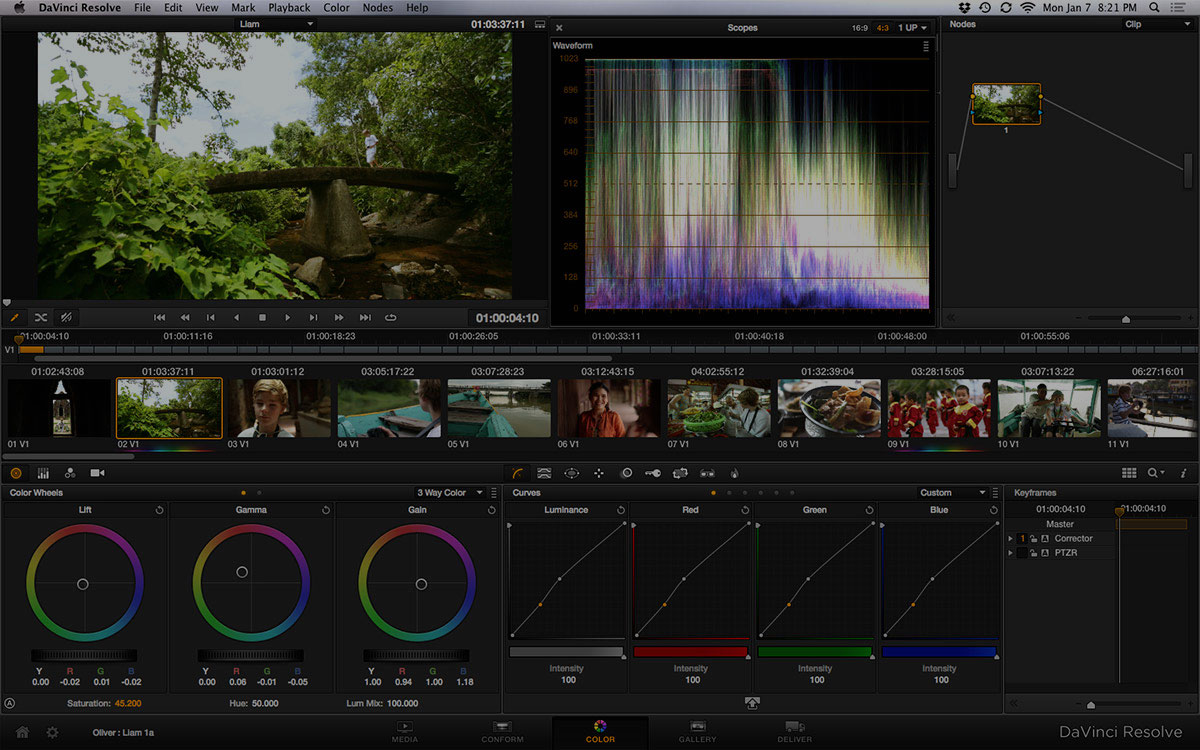 DaVinci Resolve File Edit View Mark Playback Color Nodes Help Mon Jan 7 8:21 PM
Liam 01:03:37:11 Scopes 16:9 4:3 1 UP Nodes Clip
Waveform
1023
896
768
640
512
384
256
128
0
1
01:00:04:10
01:00:04:10 01:00:11:16 01:00:18:23 01:00:26:05 01:00:33:11 01:00:40:18 01:00:48:00 01:00:55:06
V1
01:02:43:08 01:03:37:11 01:03:01:12 03:05:17:22 03:07:28:23 03:12:43:15 04:02:55:12 01:32:39:04 03:28:15:05 03:07:13:22 06:27:16:01
01 V1 02 V1 03 V1 04 V1 05 V1 06 V1 07 V1 08 V1 09 V1 10 V1 11 V1
Color Wheels 3 Way Color Curves Custom Keyframes
Lift Gamma Gain Luminance Red Green Blue 01:00:04:10 01:00:04:10
Master
1 Corrector
PTZR
Y R G B Y R G B Y R G B
0.00 -0.02 0.01 -0.02 0.00 0.06 -0.01 -0.05 1.00 0.94 1.00 1.18
Intensity Intensity Intensity Intensity
100 100 100 100
A Saturation: 45.200 Hue: 50.000 Lum Mix: 100.000
Oliver : Liam 1a MEDIA CONFORM COLOR GALLERY DELIVER DaVinci Resolve